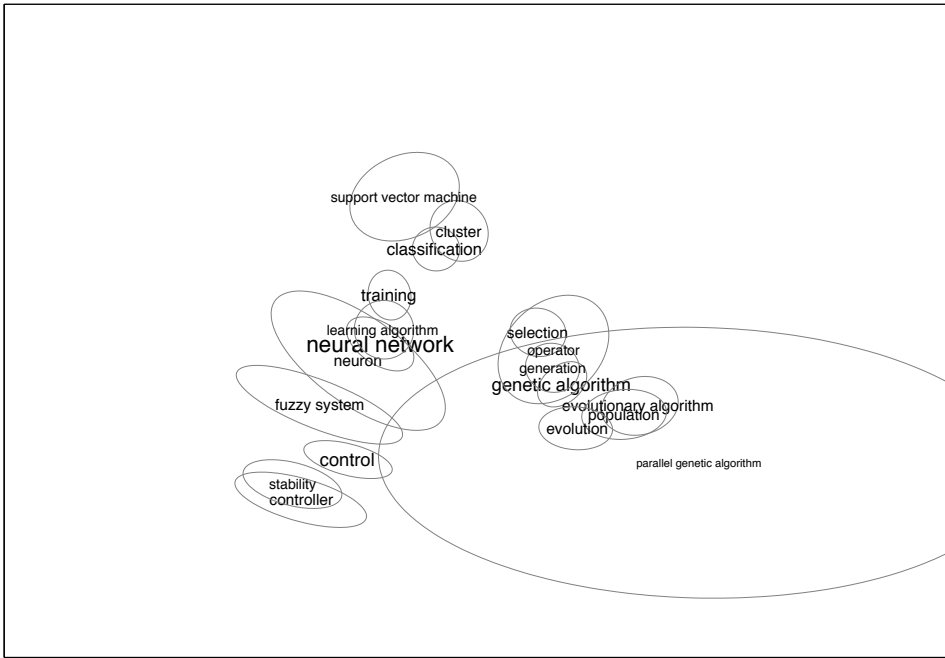 support vector machine
cluster
classification
training
learning algorithm
neural network
neuron
selection
operator
generation
genetic algorithm
fuzzy system
evolutionary algorithm
population
evolution
control
parallel genetic algorithm
stability
controller